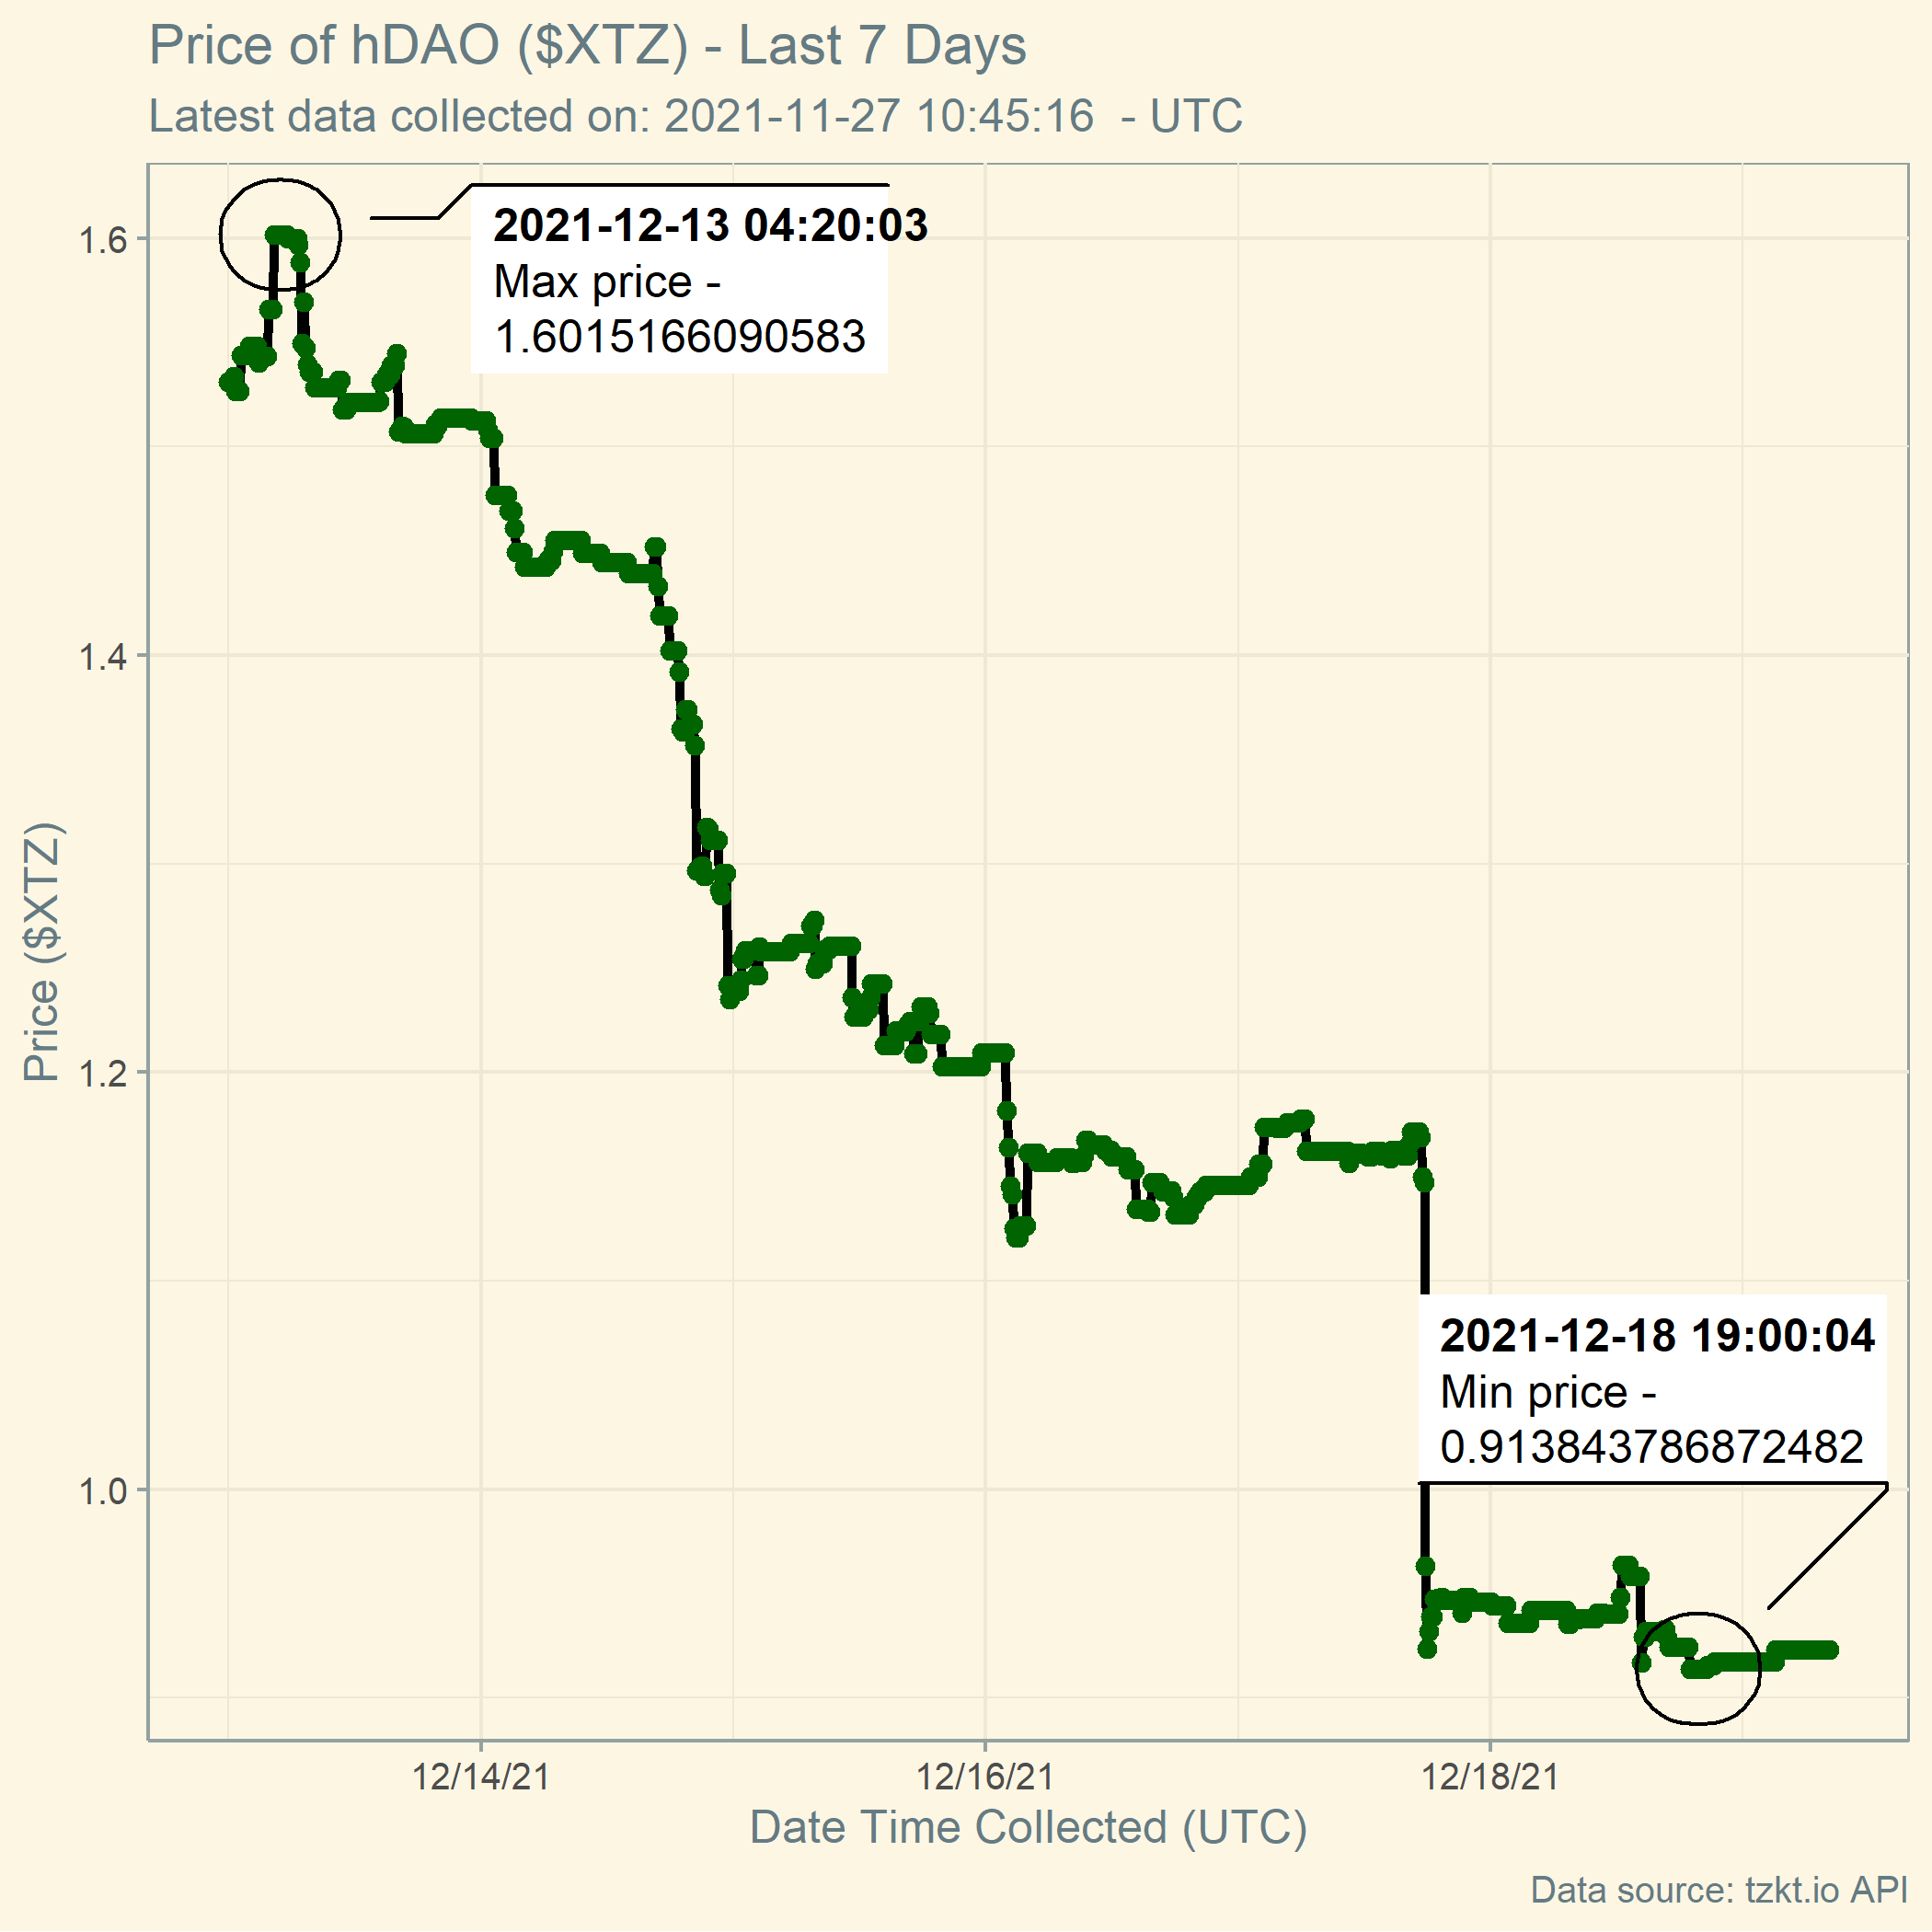 Price of hDAO ($XTZ) - Last 7 Days
Latest data collected on: 2021-11-27 10:45:16  - UTC
2021-12-13 04:20:03
Max price -
1.6015166090583
1.6
1.4
1.2
1.0
Price ($XTZ)
2021-12-18 19:00:04
Min price -
0.913843786872482
12/14/21
12/16/21
12/18/21
Date Time Collected (UTC)
Data source: tzkt.io API